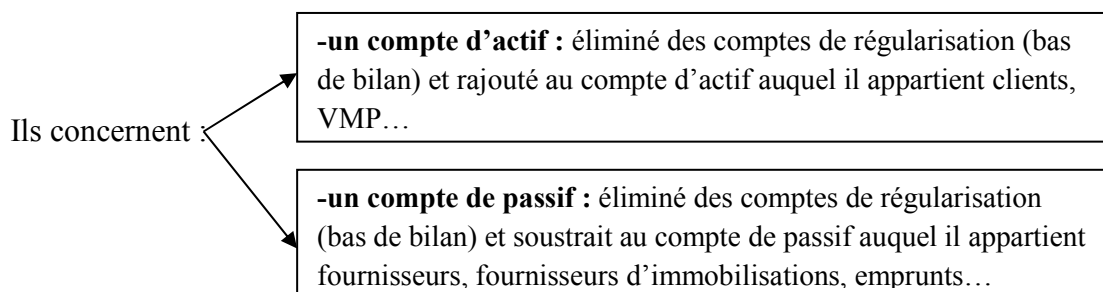 -un compte d’actif : éliminé des comptes de régularisation (bas
de bilan) et rajouté au compte d’actif auquel il appartient clients,
VMP…
Ils concernent :
-un compte de passif : éliminé des comptes de régularisation
(bas de bilan) et soustrait au compte de passif auquel il appartient
fournisseurs, fournisseurs d’immobilisations, emprunts…